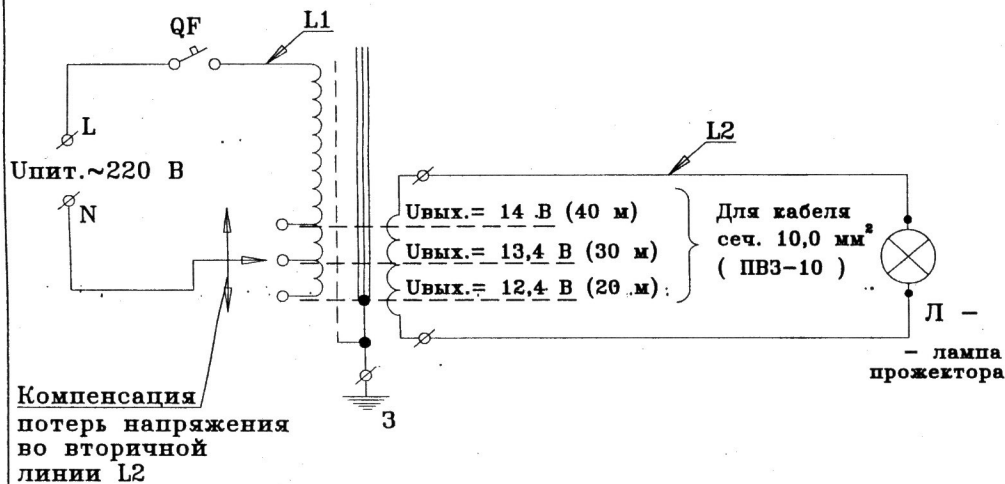 QF
L1
L
Uпит.~220 В
N
L2
Uвых.= 14 В (40 м)
Uвых.= 13,4 В (30 м)
Uвых.= 12,4 В (20 м)
Для кабеля
сеч. 10,0 мм²
( ПВ3-10 )
Л -
- лампа
прожектора
З
Компенсация
потерь напряжения
во вторичной
линии L2